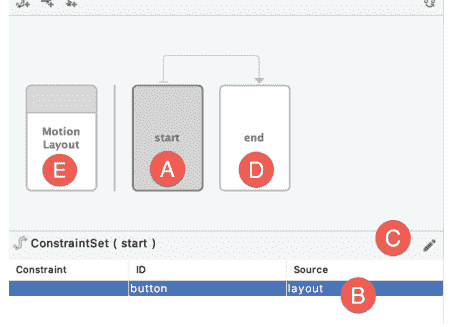 Motion
Layout
start
end
E
A
D
ConstraintSet ( start )
C
Constraint ID Source
button layout
B